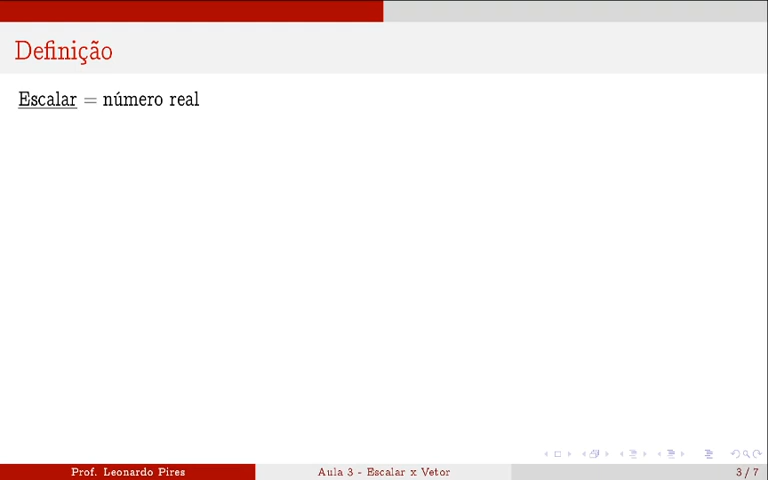 Definição
Escalar = número real
Prof. Leonardo Pires
Aula 3 - Escalar x Vetor
3 / 7